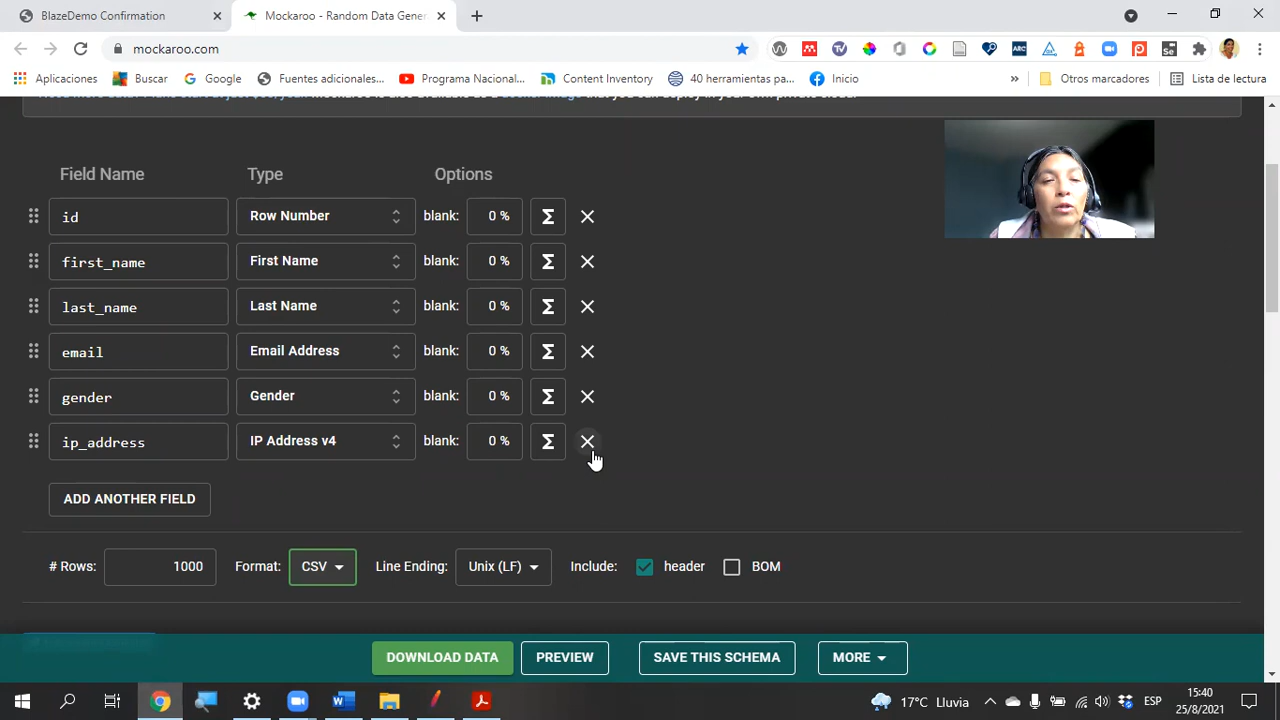 BlazeDemo Confirmation
Mockaroo - Random Data Gener
mockaroo.com
Aplicaciones
Buscar
Google
Fuentes adicionales...
Programa Nacional...
Content Inventory
40 herramientas pa...
Inicio
»
Otros marcadores
Lista de lectura
Field Name Type Options
id Row Number blank: 0 % Σ
first_name First Name blank: 0 % Σ
last_name Last Name blank: 0 % Σ
email Email Address blank: 0 % Σ
gender Gender blank: 0 % Σ
ip_address IP Address v4 blank: 0 % Σ
ADD ANOTHER FIELD
# Rows: 1000 Format: CSV Line Ending: Unix (LF) Include: header BOM
DOWNLOAD DATA PREVIEW SAVE THIS SCHEMA MORE
17°C Lluvia ESP 15:40
25/8/2021